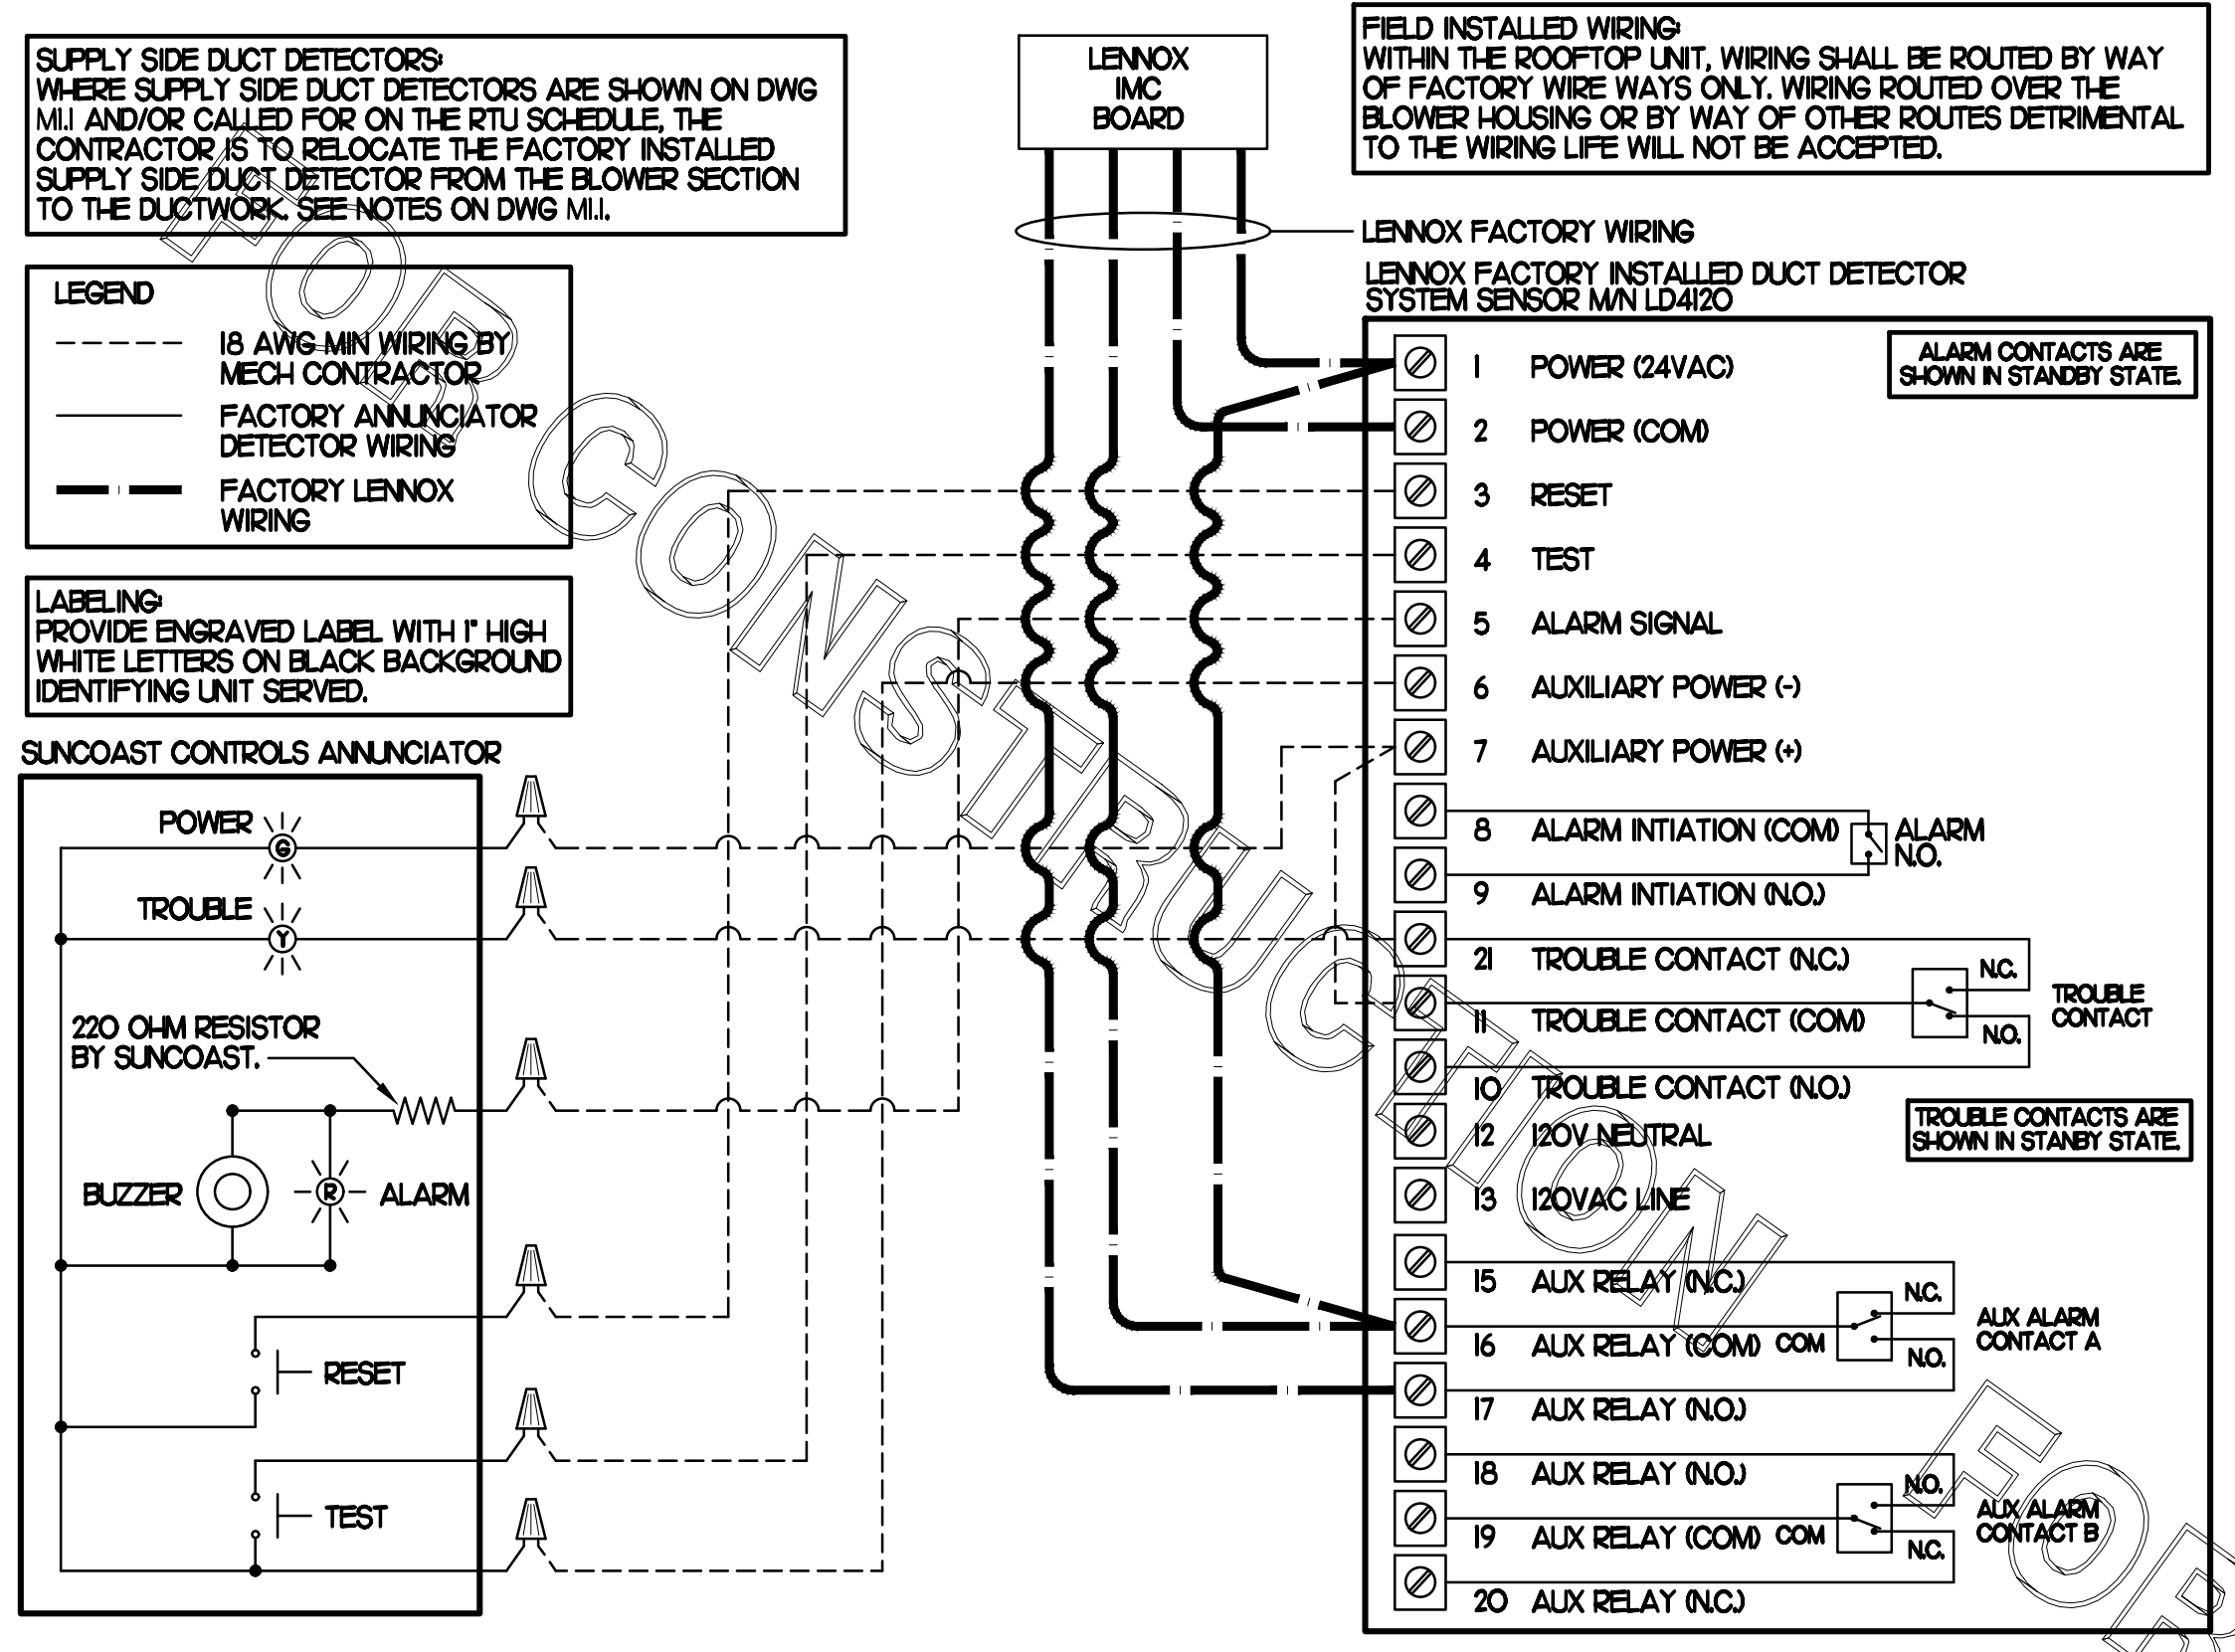 SUPPLY SIDE DUCT DETECTORS:
WHERE SUPPLY SIDE DUCT DETECTORS ARE SHOWN ON DWG
M1.1 AND/OR CALLED FOR ON THE RTU SCHEDULE, THE
CONTRACTOR IS TO RELOCATE THE FACTORY INSTALLED
SUPPLY SIDE DUCT DETECTOR FROM THE BLOWER SECTION
TO THE DUCTWORK. SEE NOTES ON DWG M1.1.
LENNOX
IMC
BOARD
FIELD INSTALLED WIRING:
WITHIN THE ROOFTOP UNIT, WIRING SHALL BE ROUTED BY WAY
OF FACTORY WIRE WAYS ONLY. WIRING ROUTED OVER THE
BLOWER HOUSING OR BY WAY OF OTHER ROUTES DETRIMENTAL
TO THE WIRING LIFE WILL NOT BE ACCEPTED.
LENNOX FACTORY WIRING
LEGEND
18 AWG MIN WIRING BY
MECH CONTRACTOR
FACTORY ANNUNCIATOR
DETECTOR WIRING
FACTORY LENNOX
WIRING
LABELING:
PROVIDE ENGRAVED LABEL WITH 1" HIGH
WHITE LETTERS ON BLACK BACKGROUND
IDENTIFYING UNIT SERVED.
SUNCOAST CONTROLS ANNUNCIATOR
POWER
G
TROUBLE
Y
220 OHM RESISTOR
BY SUNCOAST.
BUZZER
R
ALARM
RESET
TEST
LENNOX FACTORY INSTALLED DUCT DETECTOR
SYSTEM SENSOR M/N LD4120
ALARM CONTACTS ARE
SHOWN IN STANDBY STATE.
1 POWER (24VAC)
2 POWER (COM)
3 RESET
4 TEST
5 ALARM SIGNAL
6 AUXILIARY POWER (-)
7 AUXILIARY POWER (+)
8 ALARM INTIATION (COM)
ALARM
N.O.
9 ALARM INTIATION (N.O.)
21 TROUBLE CONTACT (N.C.)
N.C.
11 TROUBLE CONTACT (COM)
N.O.
TROUBLE
CONTACT
10 TROUBLE CONTACT (N.O.)
TROUBLE CONTACTS ARE
SHOWN IN STANBY STATE.
12 120V NEUTRAL
13 120VAC LINE
15 AUX RELAY (N.C.)
N.C.
16 AUX RELAY (COM) COM
N.O.
AUX ALARM
CONTACT A
17 AUX RELAY (N.O.)
18 AUX RELAY (N.O.)
N.O.
19 AUX RELAY (COM) COM
N.C.
AUX ALARM
CONTACT B
20 AUX RELAY (N.C.)
FOR CONSTRUCTION
FOR